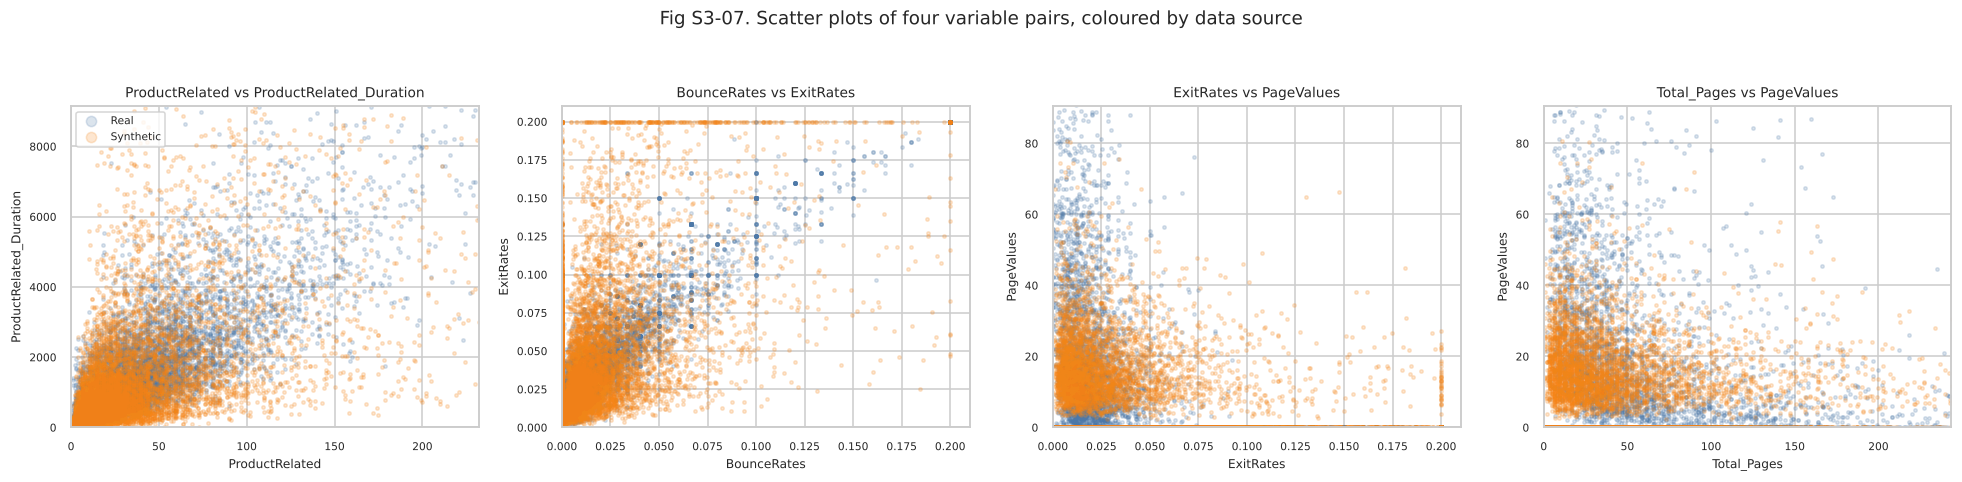 Fig S3-07. Scatter plots of four variable pairs, coloured by data source
ProductRelated vs ProductRelated_Duration
Real
Synthetic
8000
6000
4000
2000
0
ProductRelated_Duration
0 50 100 150 200
ProductRelated
BounceRates vs ExitRates
0.200
0.175
0.150
0.125
0.100
0.075
0.050
0.025
0.000
ExitRates
0.000 0.025 0.050 0.075 0.100 0.125 0.150 0.175 0.200
BounceRates
ExitRates vs PageValues
80
60
40
20
0
PageValues
0.000 0.025 0.050 0.075 0.100 0.125 0.150 0.175 0.200
ExitRates
Total_Pages vs PageValues
80
60
40
20
0
PageValues
0 50 100 150 200
Total_Pages